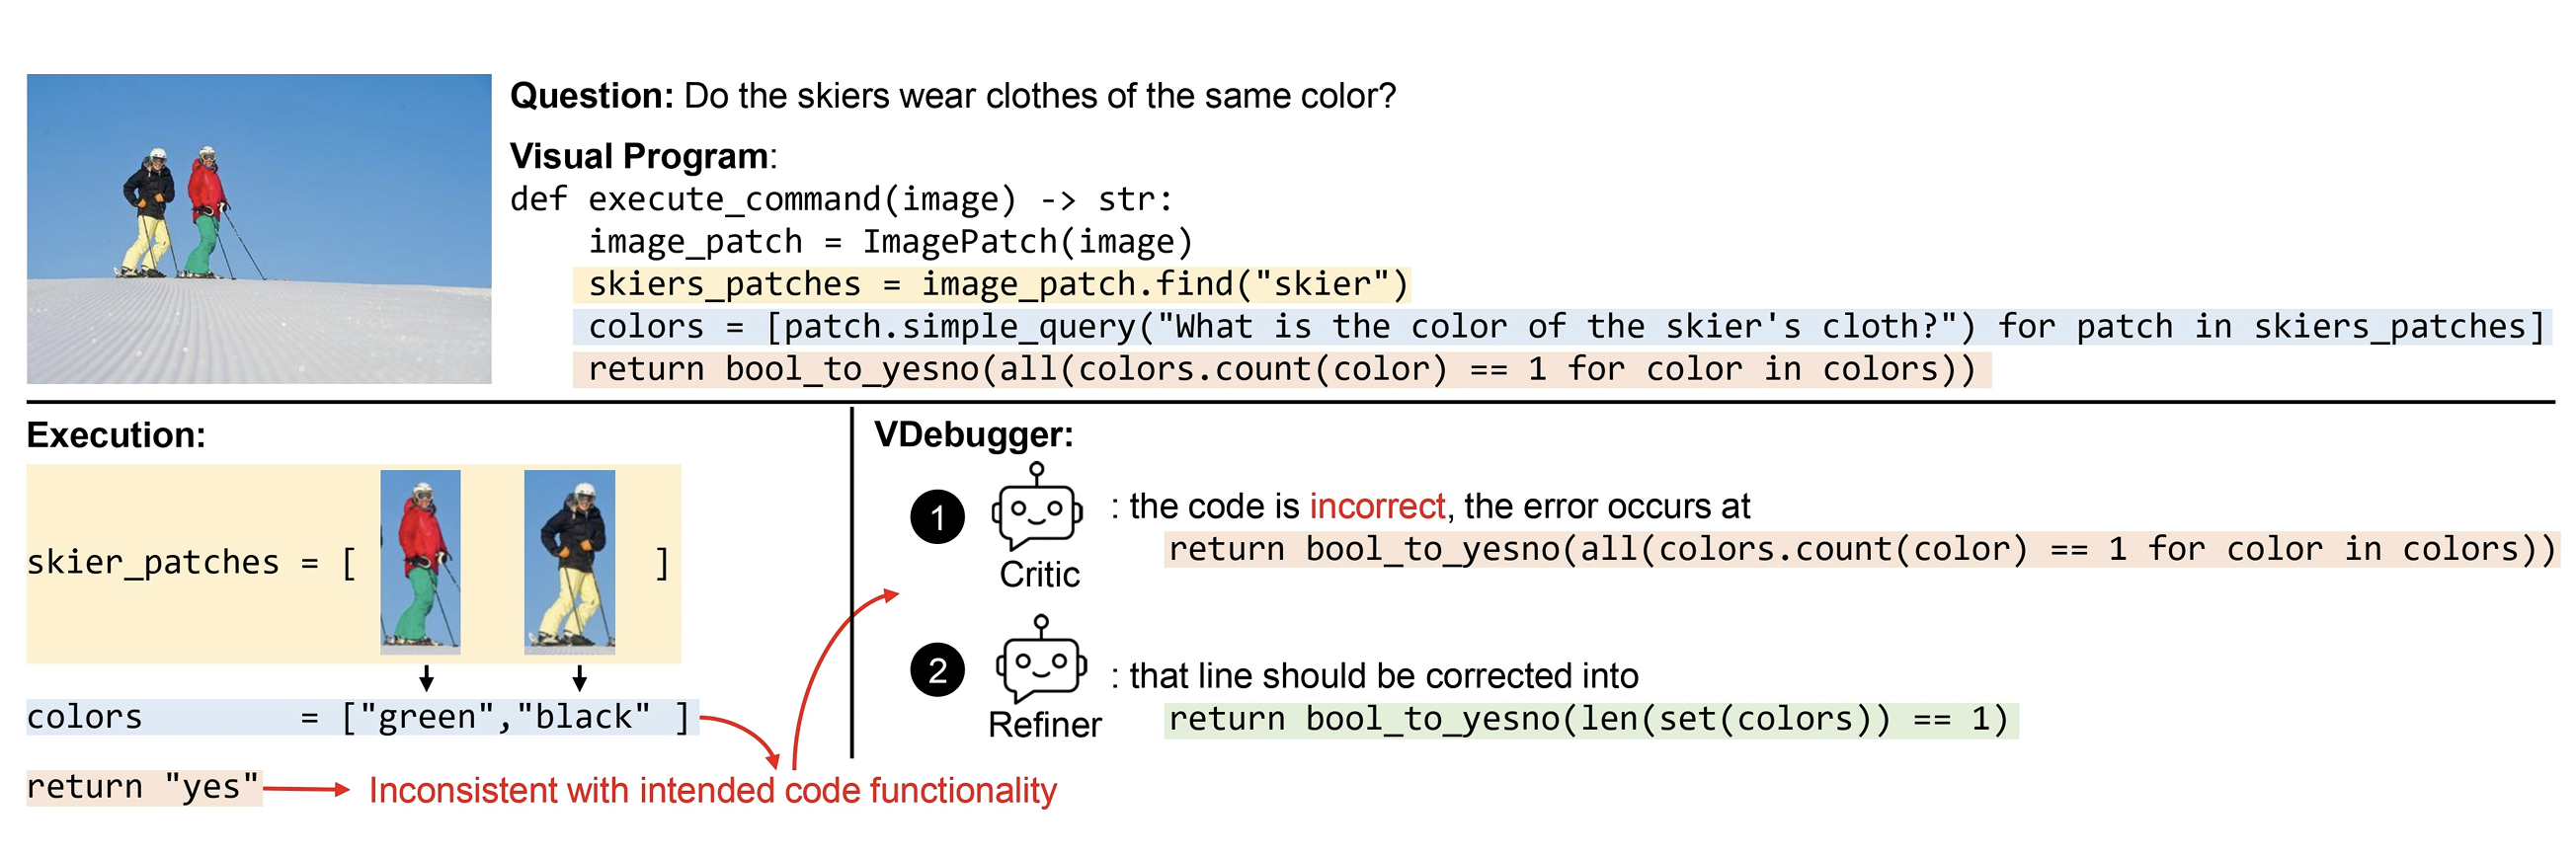 Question: Do the skiers wear clothes of the same color?
Visual Program:
def execute_command(image) -> str:
    image_patch = ImagePatch(image)
    skiers_patches = image_patch.find("skier")
    colors = [patch.simple_query("What is the color of the skier's cloth?") for patch in skiers_patches]
    return bool_to_yesno(all(colors.count(color) == 1 for color in colors))
Execution:
skier_patches = [ ]
colors = ["green","black" ]
return "yes"
Inconsistent with intended code functionality
VDebugger:
1 : the code is incorrect, the error occurs at
return bool_to_yesno(all(colors.count(color) == 1 for color in colors))
Critic
2 : that line should be corrected into
return bool_to_yesno(len(set(colors)) == 1)
Refiner